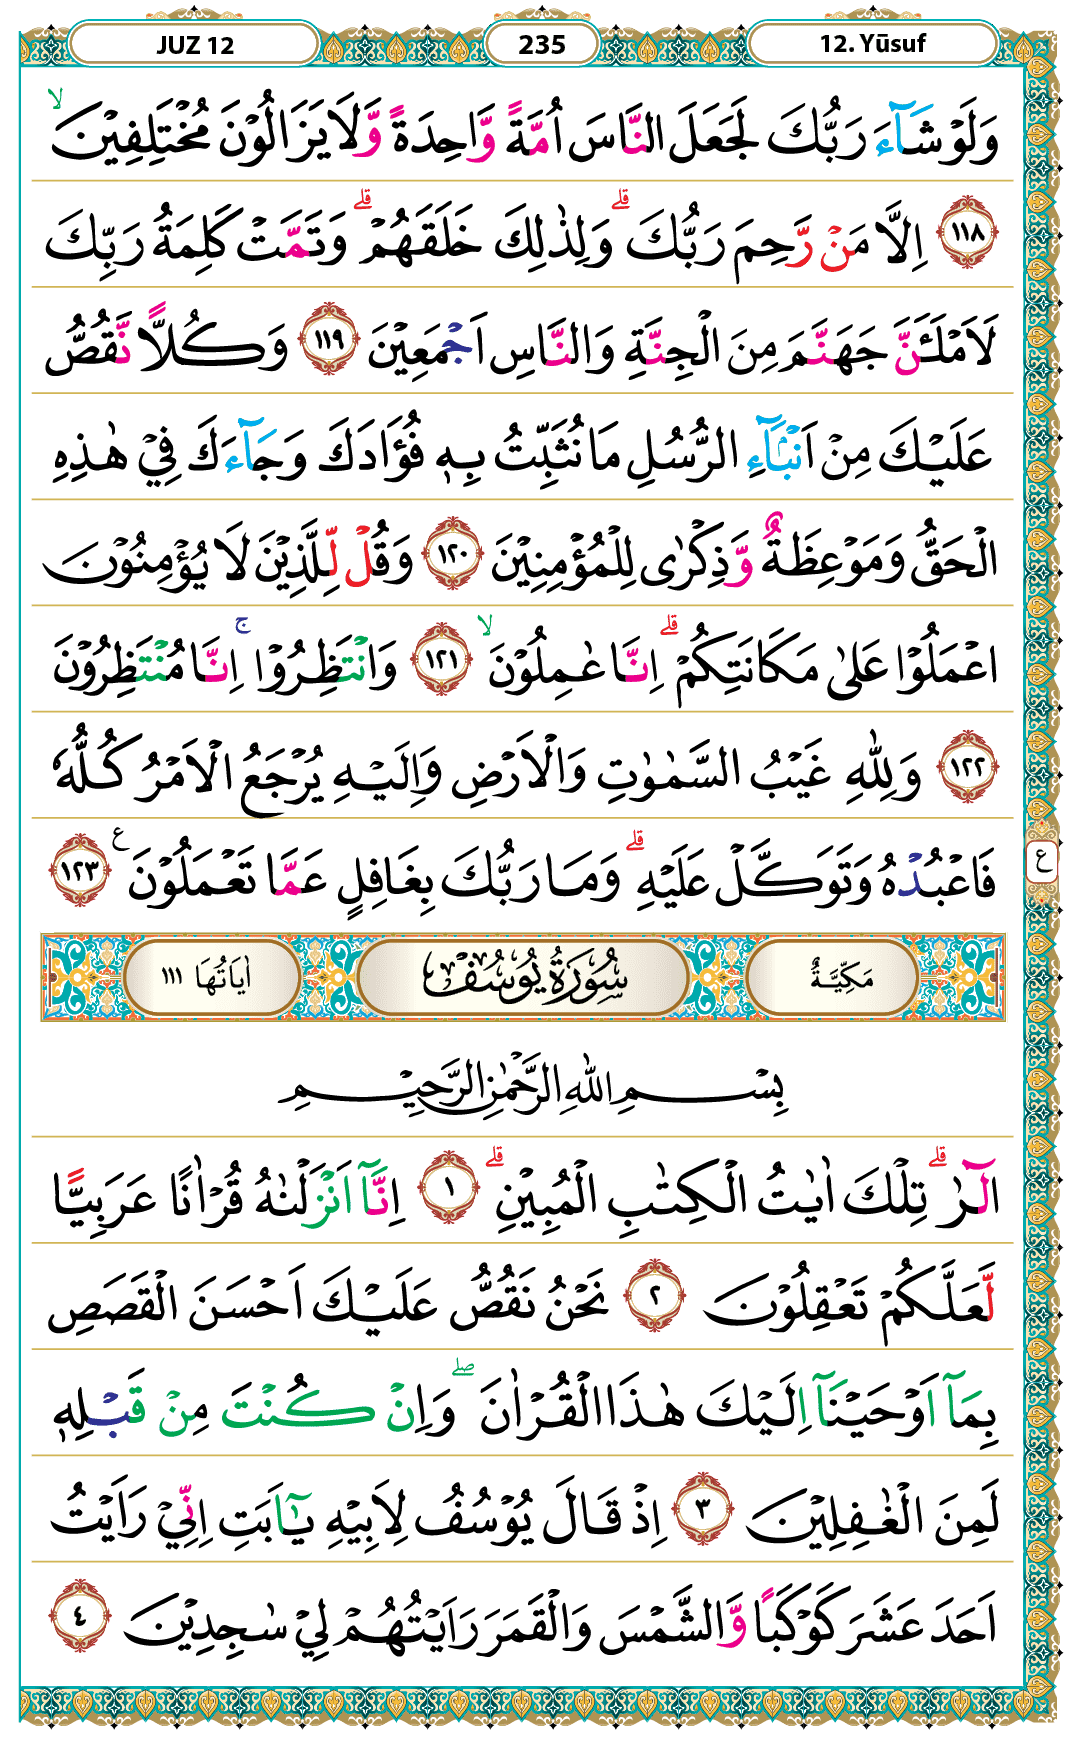 JUZ 12 235 12. Yūsuf
وَلَوْ شَآءَ رَبُّكَ لَجَعَلَ النَّاسَ اُمَّةً وَّاحِدَةً وَّلَا يَزَالُوْنَ مُخْتَلِفِيْنَ ۙ
١١٨ اِلَّا مَنْ رَّحِمَ رَبُّكَ ۗ وَلِذٰلِكَ خَلَقَهُمْ ۗ وَتَمَّتْ كَلِمَةُ رَبِّكَ
لَاَمْلَـَٔنَّ جَهَنَّمَ مِنَ الْجِنَّةِ وَالنَّاسِ اَجْمَعِيْنَ ١١٩ وَكُلًّا نَّقُصُّ
عَلَيْكَ مِنْ اَنْۢبَاۤءِ الرُّسُلِ مَا نُثَبِّتُ بِهٖ فُؤَادَكَ وَجَآءَكَ فِيْ هٰذِهِ
الْحَقُّ وَمَوْعِظَةٌ وَّذِكْرٰى لِلْمُؤْمِنِيْنَ ١٢٠ وَقُلْ لِّلَّذِيْنَ لَا يُؤْمِنُوْنَ
اعْمَلُوْا عَلٰى مَكَانَتِكُمْ ۗ اِنَّا عٰمِلُوْنَ ۙ ١٢١ وَانْتَظِرُوْا ۚ اِنَّا مُنْتَظِرُوْنَ
١٢٢ وَلِلّٰهِ غَيْبُ السَّمٰوٰتِ وَالْاَرْضِ وَاِلَيْهِ يُرْجَعُ الْاَمْرُ كُلُّهٗ
فَاعْبُدْهُ وَتَوَكَّلْ عَلَيْهِ ۗ وَمَا رَبُّكَ بِغَافِلٍ عَمَّا تَعْمَلُوْنَ ع ١٢٣
ع
مَكِّيَّةٌ سُوْرَةُ يُوْسُفْ اٰيَاتُهَا ١١١
بِسْمِ اللّٰهِ الرَّحْمٰنِ الرَّحِيْمِ
الٓرٰ ۗ تِلْكَ اٰيٰتُ الْكِتٰبِ الْمُبِيْنِ ۗ ١ اِنَّآ اَنْزَلْنٰهُ قُرْاٰنًا عَرَبِيًّا
لَّعَلَّكُمْ تَعْقِلُوْنَ ٢ نَحْنُ نَقُصُّ عَلَيْكَ اَحْسَنَ الْقَصَصِ
بِمَآ اَوْحَيْنَآ اِلَيْكَ هٰذَا الْقُرْاٰنَ ۖ وَاِنْ كُنْتَ مِنْ قَبْلِهٖ
لَمِنَ الْغٰفِلِيْنَ ٣ اِذْ قَالَ يُوْسُفُ لِاَبِيْهِ يٰٓاَبَتِ اِنِّيْ رَاَيْتُ
اَحَدَ عَشَرَ كَوْكَبًا وَّالشَّمْسَ وَالْقَمَرَ رَاَيْتُهُمْ لِيْ سٰجِدِيْنَ ٤